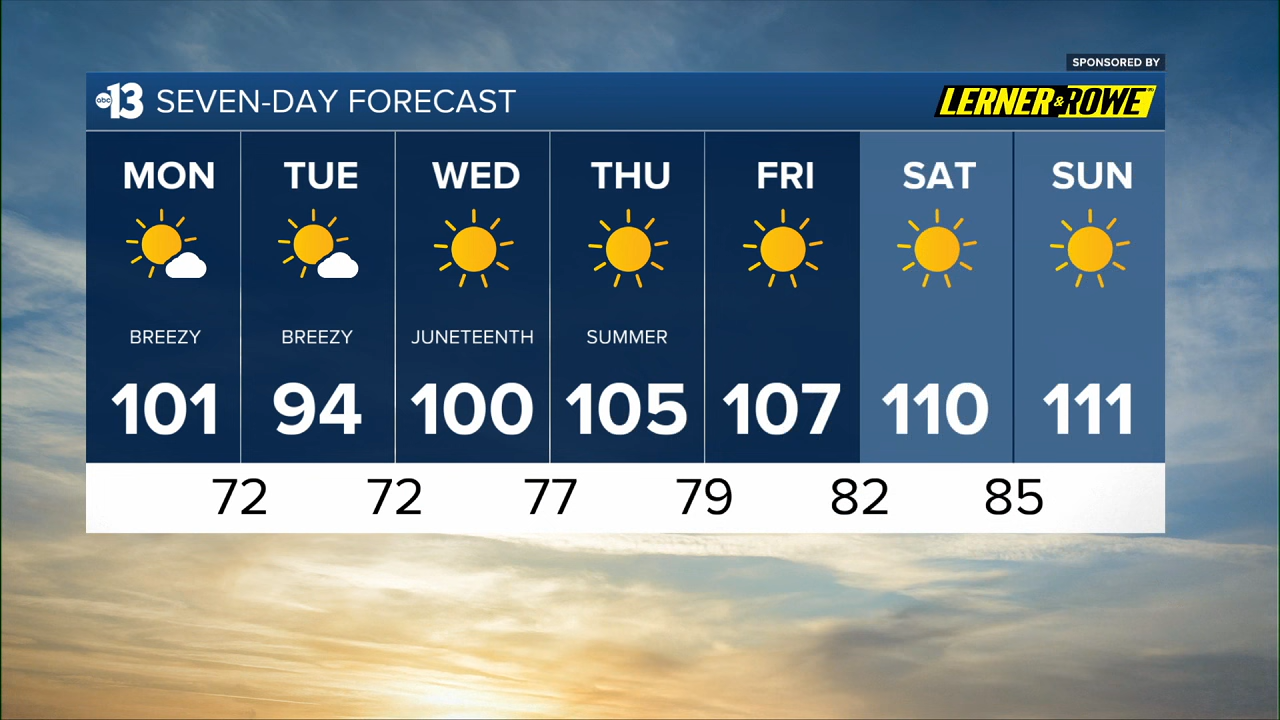 SPONSORED BY
abc 13 SEVEN-DAY FORECAST LERNER & ROWE
MON TUE WED THU FRI SAT SUN
BREEZY BREEZY JUNETEENTH SUMMER
101 94 100 105 107 110 111
72 72 77 79 82 85